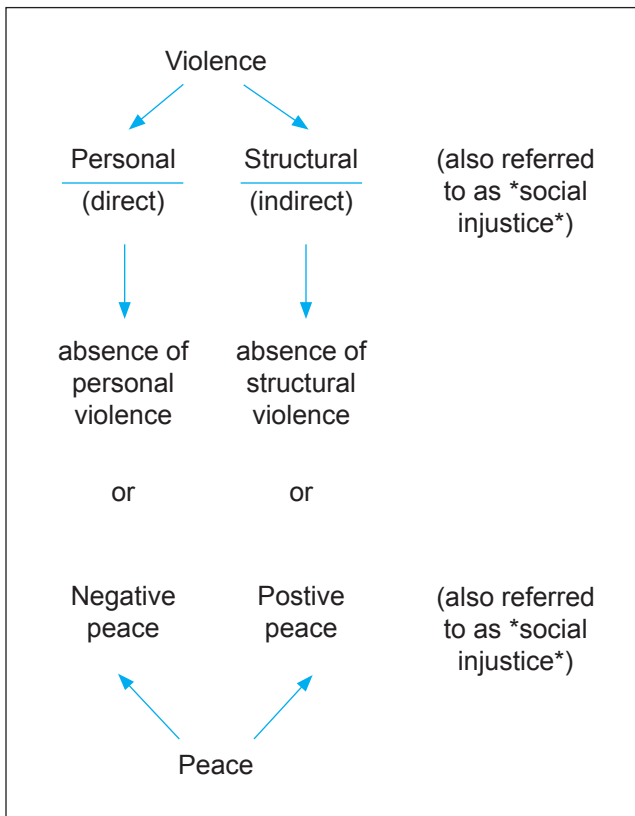 Violence
Personal
(direct)
Structural
(indirect)
(also referred
to as *social
injustice*)
absence of
personal
violence
absence of
structural
violence
or
or
Negative
peace
Postive
peace
(also referred
to as *social
injustice*)
Peace